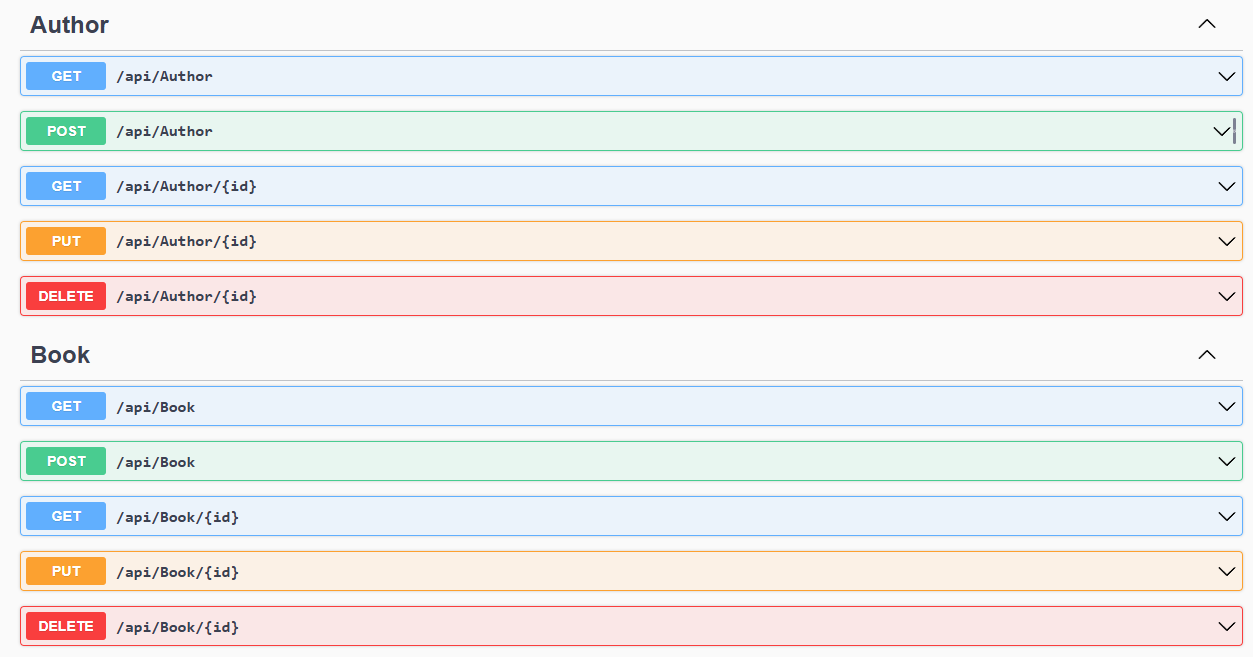 Author
GET /api/Author
POST /api/Author
GET /api/Author/{id}
PUT /api/Author/{id}
DELETE /api/Author/{id}
Book
GET /api/Book
POST /api/Book
GET /api/Book/{id}
PUT /api/Book/{id}
DELETE /api/Book/{id}